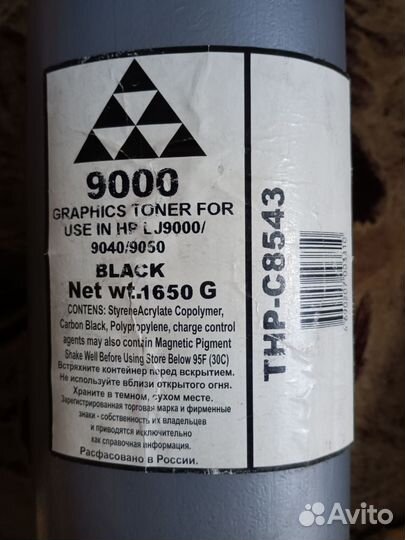 9000
GRAPHICS TONER FOR
USE IN HP LJ9000/
9040/9050
BLACK
Net wt.1650 G
CONTENS: StyreneAcrylate Copolymer,
Carbon Black, Polypropylene, charge control
agents may also contain Magnetic Pigment
Shake Well Before Using Store Below 95F (30C)
Встряхните контейнер перед вскрытием.
Не используйте вблизи открытого огня.
Храните в темном, сухом месте.
Зарегистрированная торговая марка и фирменные
знаки - собственность их владельцев
и приводятся исключительно
как справочная информация.
Расфасовано в России.
THP-C8543
Avito